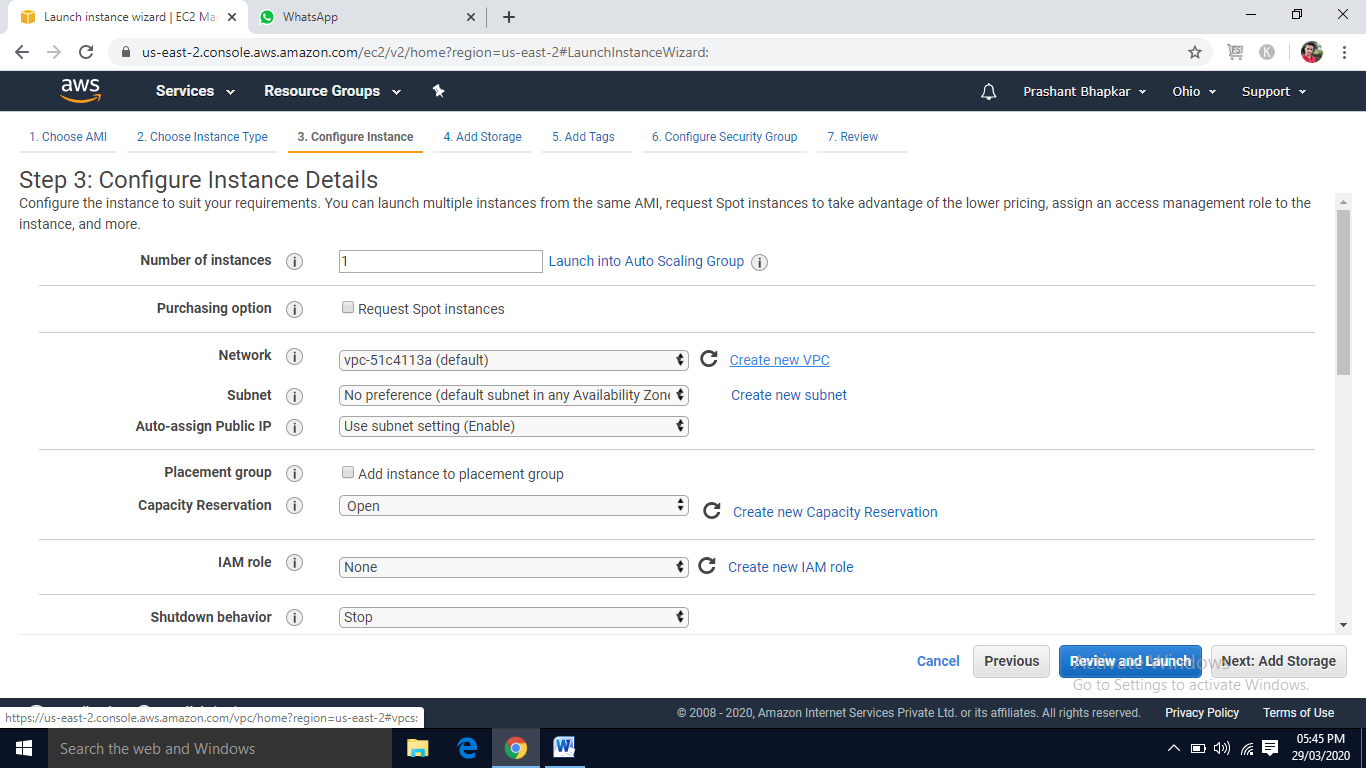 Launch instance wizard | EC2 Ma
WhatsApp
us-east-2.console.aws.amazon.com/ec2/v2/home?region=us-east-2#LaunchInstanceWizard:
K
aws
Services
Resource Groups
Prashant Bhapkar
Ohio
Support
1. Choose AMI
2. Choose Instance Type
3. Configure Instance
4. Add Storage
5. Add Tags
6. Configure Security Group
7. Review
Step 3: Configure Instance Details
Configure the instance to suit your requirements. You can launch multiple instances from the same AMI, request Spot instances to take advantage of the lower pricing, assign an access management role to the
instance, and more.
Number of instances
1
Launch into Auto Scaling Group
Purchasing option
Request Spot instances
Network
vpc-51c4113a (default)
Create new VPC
Subnet
No preference (default subnet in any Availability Zone
Create new subnet
Auto-assign Public IP
Use subnet setting (Enable)
Placement group
Add instance to placement group
Capacity Reservation
Open
Create new Capacity Reservation
IAM role
None
Create new IAM role
Shutdown behavior
Stop
Cancel
Previous
Review and Launch
Next: Add Storage
Activate Windows
Go to Settings to activate Windows.
https://us-east-2.console.aws.amazon.com/vpc/home?region=us-east-2#vpcs:
© 2008 - 2020, Amazon Internet Services Private Ltd. or its affiliates. All rights reserved.
Privacy Policy
Terms of Use
Search the web and Windows
05:45 PM
29/03/2020